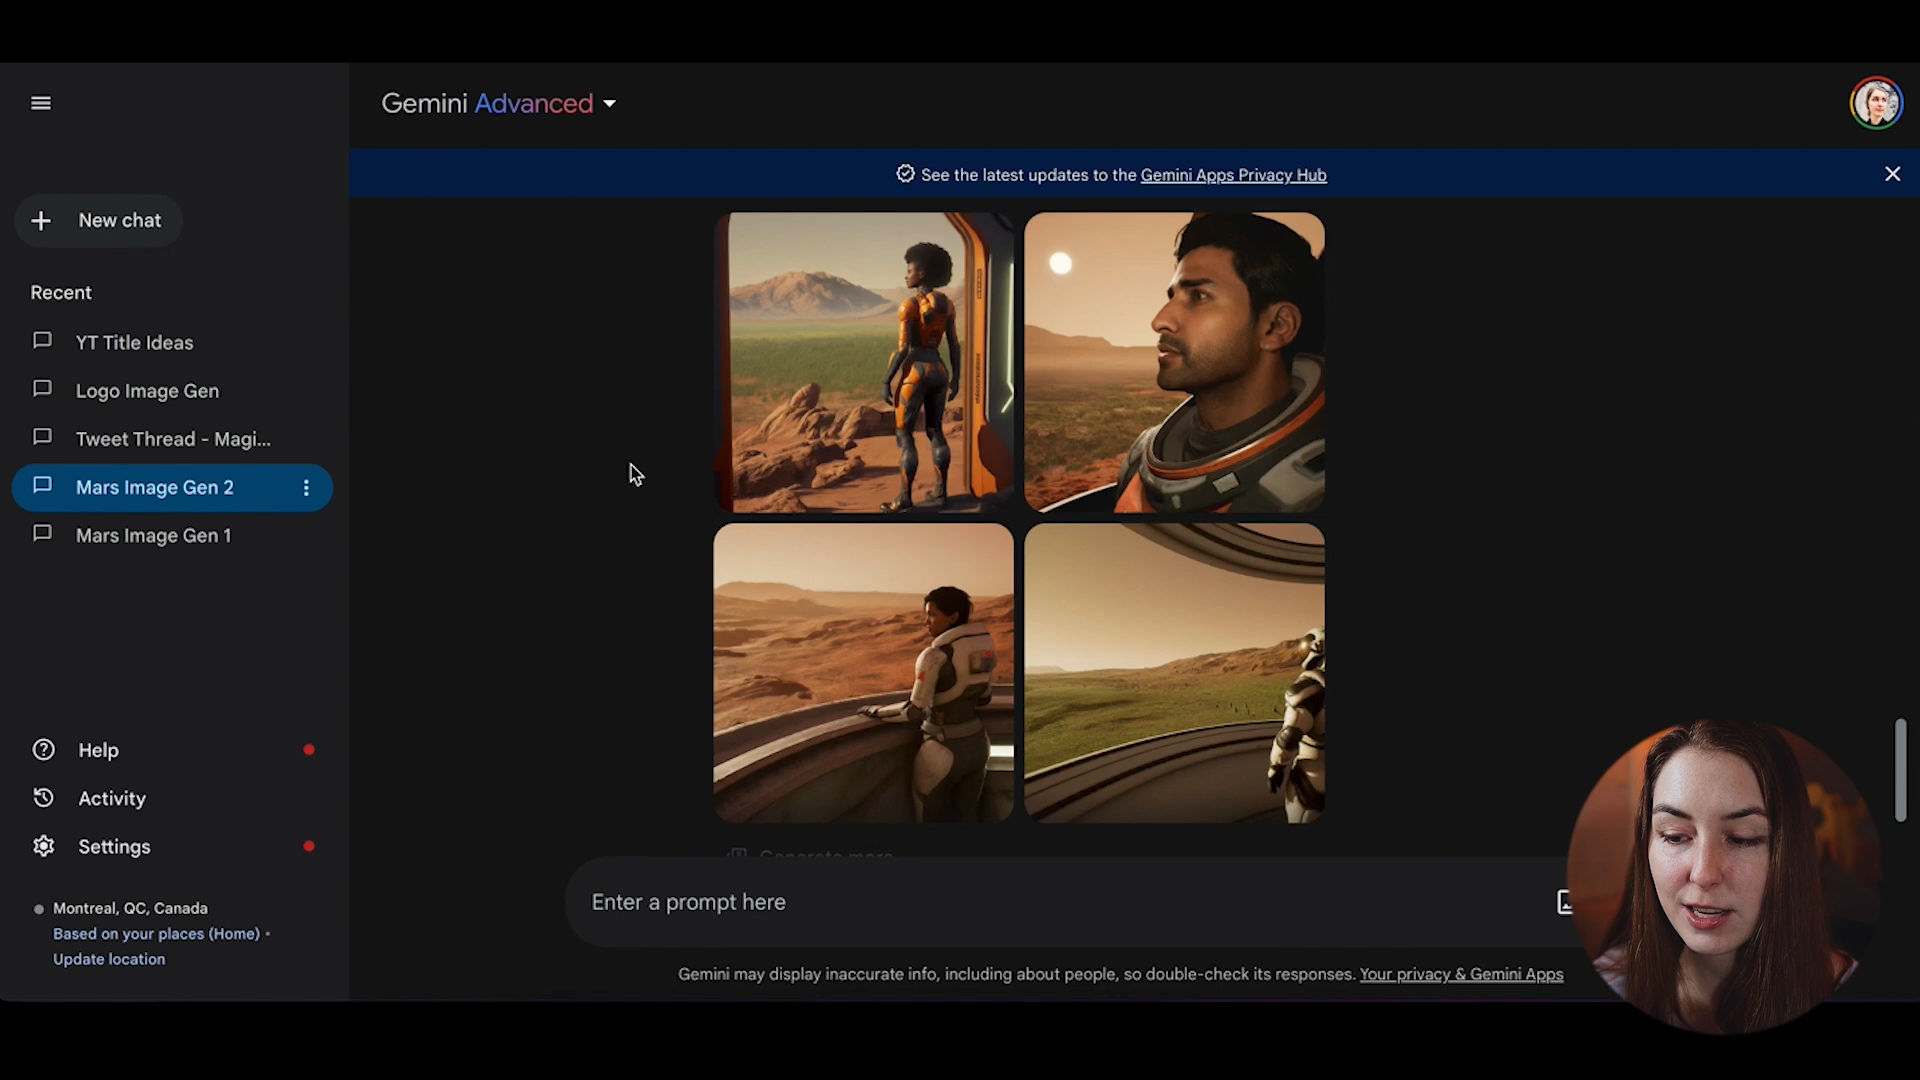 Gemini Advanced
See the latest updates to the Gemini Apps Privacy Hub
New chat
Recent
YT Title Ideas
Logo Image Gen
Tweet Thread - Magi...
Mars Image Gen 2
Mars Image Gen 1
Help
Activity
Settings
Montreal, QC, Canada
Based on your places (Home) •
Update location
Generate more
Enter a prompt here
Gemini may display inaccurate info, including about people, so double-check its responses. Your privacy & Gemini Apps